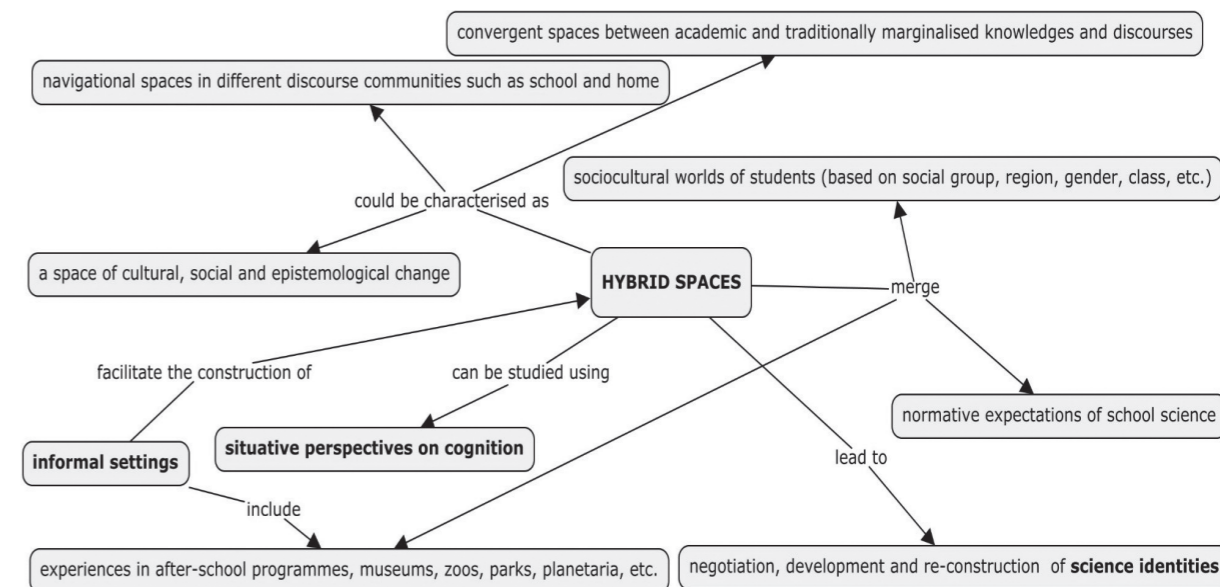 convergent spaces between academic and traditionally marginalised knowledges and discourses
navigational spaces in different discourse communities such as school and home
sociocultural worlds of students (based on social group, region, gender, class, etc.)
could be characterised as
a space of cultural, social and epistemological change
HYBRID SPACES
merge
facilitate the construction of
can be studied using
normative expectations of school science
situative perspectives on cognition
informal settings
lead to
include
experiences in after-school programmes, museums, zoos, parks, planetaria, etc.
negotiation, development and re-construction of science identities